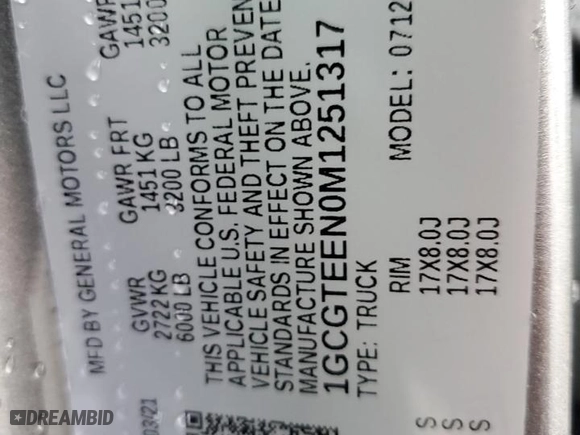 MFD BY GENERAL MOTORS LLC
03/21
GVWR GAWR FRT GAWR
2722 KG 1451 KG 1451
6000 LB 3200 LB 3200
THIS VEHICLE CONFORMS TO ALL
APPLICABLE U.S. FEDERAL MOTOR
VEHICLE SAFETY AND THEFT PREVEN
STANDARDS IN EFFECT ON THE DATE
MANUFACTURE SHOWN ABOVE.
1GCGTEEN0M1251317
TYPE: TRUCK MODEL: 0712
RIM
S 17X8.0J
S 17X8.0J
S 17X8.0J
DREAMBID